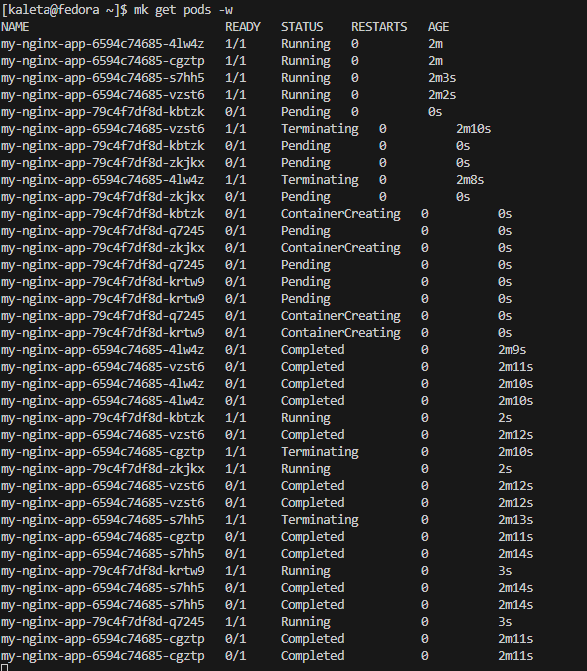 [kaleta@fedora ~]$ mk get pods -w
NAME READY STATUS RESTARTS AGE
my-nginx-app-6594c74685-4lw4z 1/1 Running 0 2m
my-nginx-app-6594c74685-cgztp 1/1 Running 0 2m
my-nginx-app-6594c74685-s7hh5 1/1 Running 0 2m3s
my-nginx-app-6594c74685-vzst6 1/1 Running 0 2m2s
my-nginx-app-79c4f7df8d-kbtzk 0/1 Pending 0 0s
my-nginx-app-6594c74685-vzst6 1/1 Terminating 0 2m10s
my-nginx-app-79c4f7df8d-kbtzk 0/1 Pending 0 0s
my-nginx-app-79c4f7df8d-zkjkx 0/1 Pending 0 0s
my-nginx-app-6594c74685-4lw4z 1/1 Terminating 0 2m8s
my-nginx-app-79c4f7df8d-zkjkx 0/1 Pending 0 0s
my-nginx-app-79c4f7df8d-kbtzk 0/1 ContainerCreating 0 0s
my-nginx-app-79c4f7df8d-q7245 0/1 Pending 0 0s
my-nginx-app-79c4f7df8d-zkjkx 0/1 ContainerCreating 0 0s
my-nginx-app-79c4f7df8d-q7245 0/1 Pending 0 0s
my-nginx-app-79c4f7df8d-krtw9 0/1 Pending 0 0s
my-nginx-app-79c4f7df8d-krtw9 0/1 Pending 0 0s
my-nginx-app-79c4f7df8d-q7245 0/1 ContainerCreating 0 0s
my-nginx-app-79c4f7df8d-krtw9 0/1 ContainerCreating 0 0s
my-nginx-app-6594c74685-4lw4z 0/1 Completed 0 2m9s
my-nginx-app-6594c74685-vzst6 0/1 Completed 0 2m11s
my-nginx-app-6594c74685-4lw4z 0/1 Completed 0 2m10s
my-nginx-app-6594c74685-4lw4z 0/1 Completed 0 2m10s
my-nginx-app-79c4f7df8d-kbtzk 1/1 Running 0 2s
my-nginx-app-6594c74685-vzst6 0/1 Completed 0 2m12s
my-nginx-app-6594c74685-cgztp 1/1 Terminating 0 2m10s
my-nginx-app-79c4f7df8d-zkjkx 1/1 Running 0 2s
my-nginx-app-6594c74685-vzst6 0/1 Completed 0 2m12s
my-nginx-app-6594c74685-vzst6 0/1 Completed 0 2m12s
my-nginx-app-6594c74685-s7hh5 1/1 Terminating 0 2m13s
my-nginx-app-6594c74685-cgztp 0/1 Completed 0 2m11s
my-nginx-app-6594c74685-s7hh5 0/1 Completed 0 2m14s
my-nginx-app-79c4f7df8d-krtw9 1/1 Running 0 3s
my-nginx-app-6594c74685-s7hh5 0/1 Completed 0 2m14s
my-nginx-app-6594c74685-s7hh5 0/1 Completed 0 2m14s
my-nginx-app-79c4f7df8d-q7245 1/1 Running 0 3s
my-nginx-app-6594c74685-cgztp 0/1 Completed 0 2m11s
my-nginx-app-6594c74685-cgztp 0/1 Completed 0 2m11s